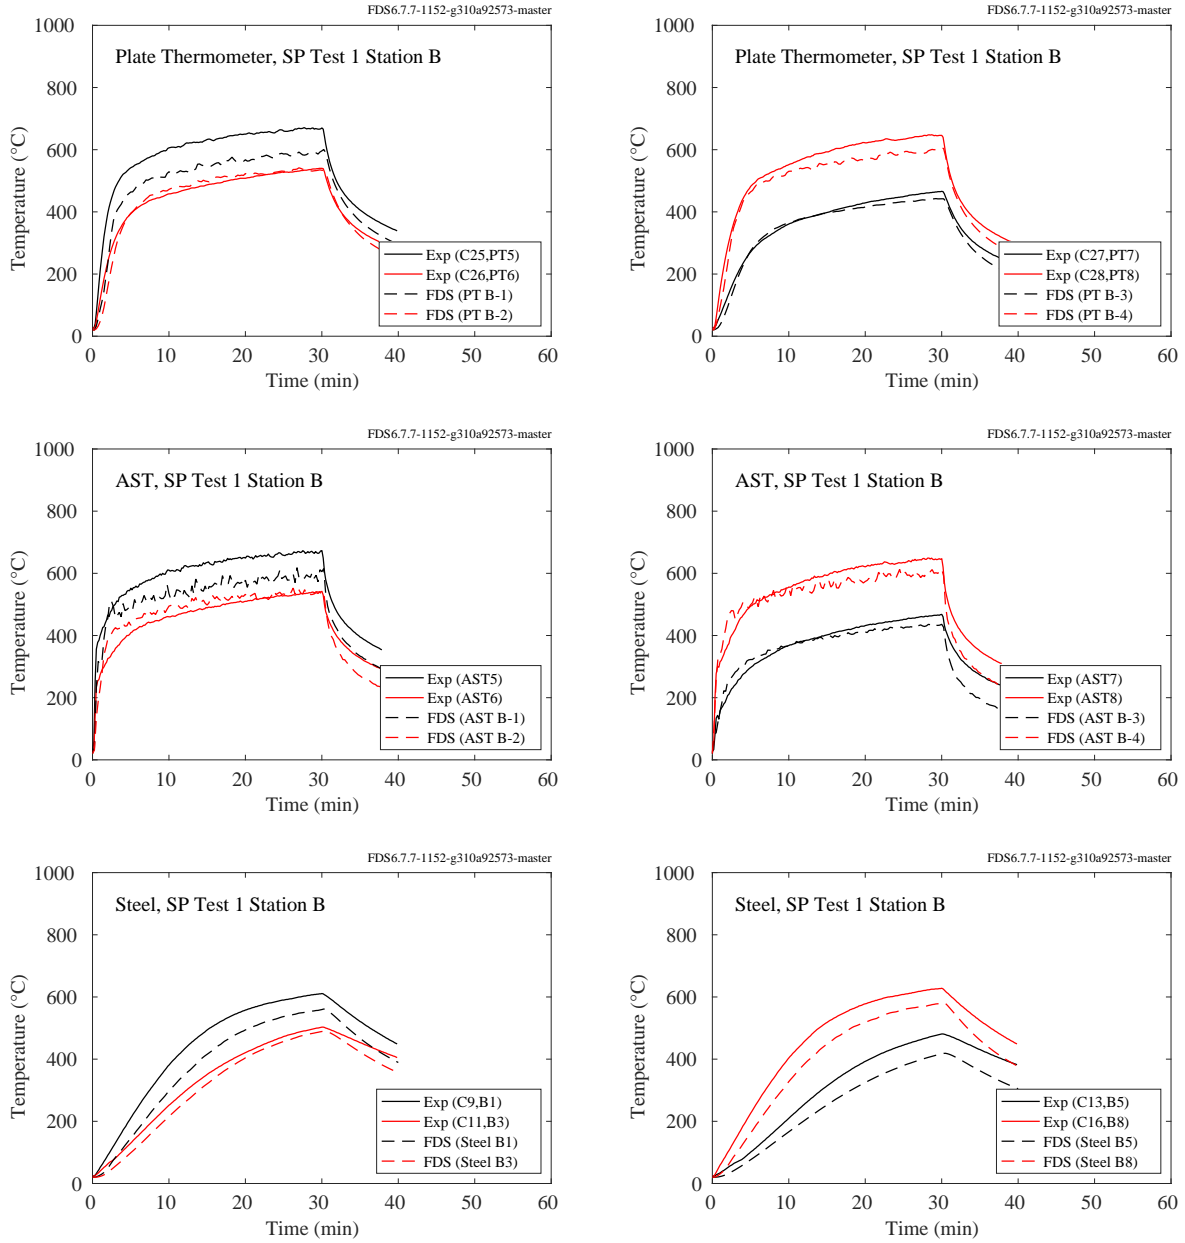 FDS6.7.7-1152-g310a92573-master
1000
Plate Thermometer, SP Test 1 Station B
800
600
400
200
0
Temperature (°C)
Exp (C25,PT5)
Exp (C26,PT6)
FDS (PT B-1)
FDS (PT B-2)
0 10 20 30 40 50 60
Time (min)
FDS6.7.7-1152-g310a92573-master
1000
Plate Thermometer, SP Test 1 Station B
800
600
400
200
0
Temperature (°C)
Exp (C27,PT7)
Exp (C28,PT8)
FDS (PT B-3)
FDS (PT B-4)
0 10 20 30 40 50 60
Time (min)
FDS6.7.7-1152-g310a92573-master
1000
AST, SP Test 1 Station B
800
600
400
200
0
Temperature (°C)
Exp (AST5)
Exp (AST6)
FDS (AST B-1)
FDS (AST B-2)
0 10 20 30 40 50 60
Time (min)
FDS6.7.7-1152-g310a92573-master
1000
AST, SP Test 1 Station B
800
600
400
200
0
Temperature (°C)
Exp (AST7)
Exp (AST8)
FDS (AST B-3)
FDS (AST B-4)
0 10 20 30 40 50 60
Time (min)
FDS6.7.7-1152-g310a92573-master
1000
Steel, SP Test 1 Station B
800
600
400
200
0
Temperature (°C)
Exp (C9,B1)
Exp (C11,B3)
FDS (Steel B1)
FDS (Steel B3)
0 10 20 30 40 50 60
Time (min)
FDS6.7.7-1152-g310a92573-master
1000
Steel, SP Test 1 Station B
800
600
400
200
0
Temperature (°C)
Exp (C13,B5)
Exp (C16,B8)
FDS (Steel B5)
FDS (Steel B8)
0 10 20 30 40 50 60
Time (min)